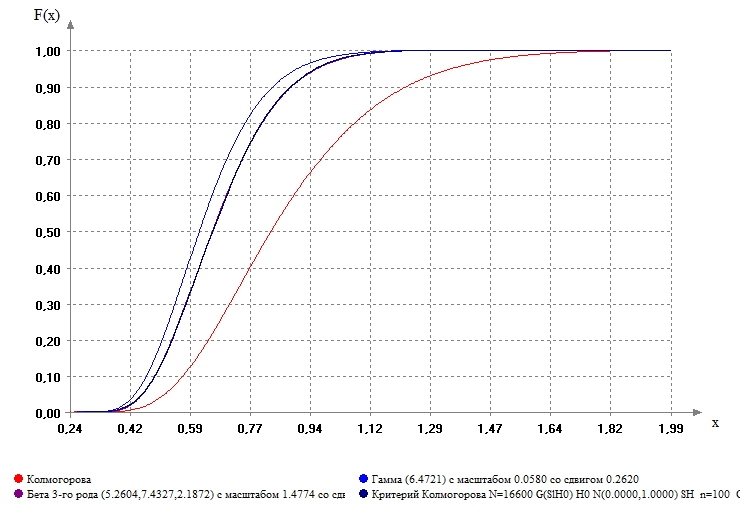 F(x)
1,00
0,90
0,80
0,70
0,60
0,50
0,40
0,30
0,20
0,10
0,00
0,24 0,42 0,59 0,77 0,94 1,12 1,29 1,47 1,64 1,82 1,99 x
Колмогорова
Гамма (6.4721) с масштабом 0.0580 со сдвигом 0.2620
Бета 3-го рода (5.2604,7.4327,2.1872) с масштабом 1.4774 со сдв
Критерий Колмогорова N=16600 G(S|H0) H0 N(0.0000,1.0000) SH n=100